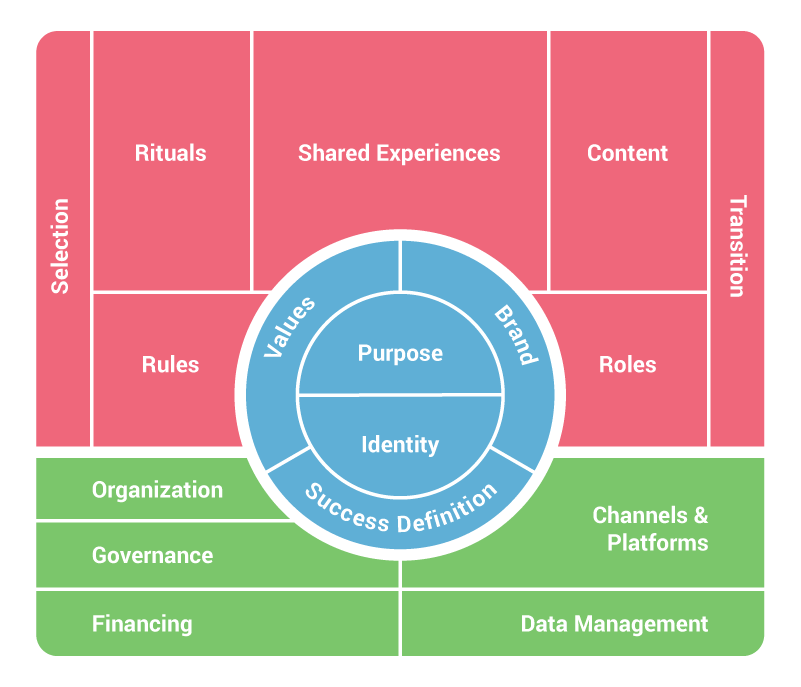 Selection
Rituals
Shared Experiences
Content
Transition
Rules
Values
Brand
Roles
Purpose
Identity
Success Definition
Organization
Governance
Financing
Channels &
Platforms
Data Management